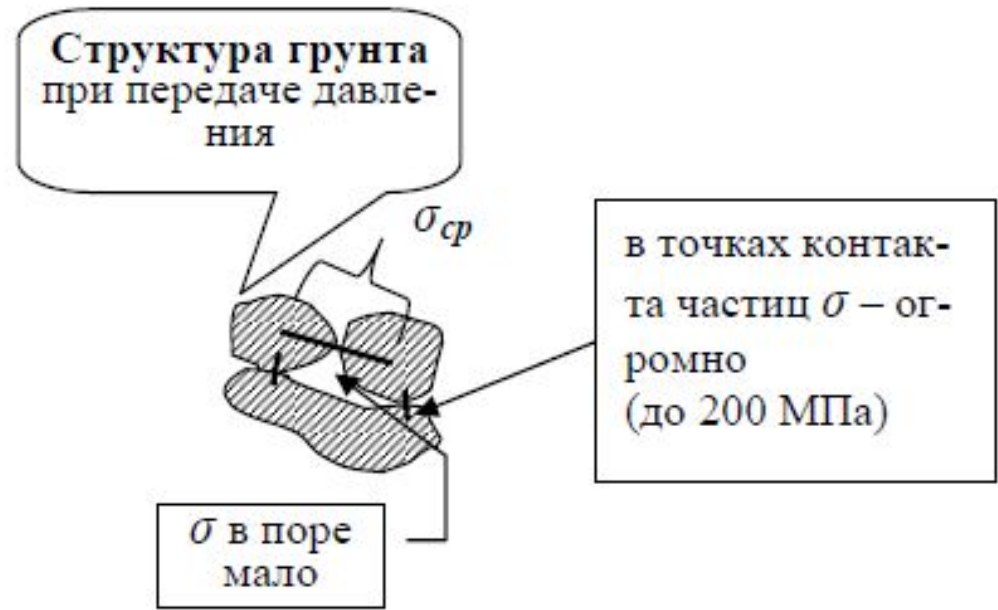 Структура грунта
при передаче давле-
ния
σср
в точках контак-
та частиц σ – ог-
ромно
(до 200 МПа)
σ в поре
мало